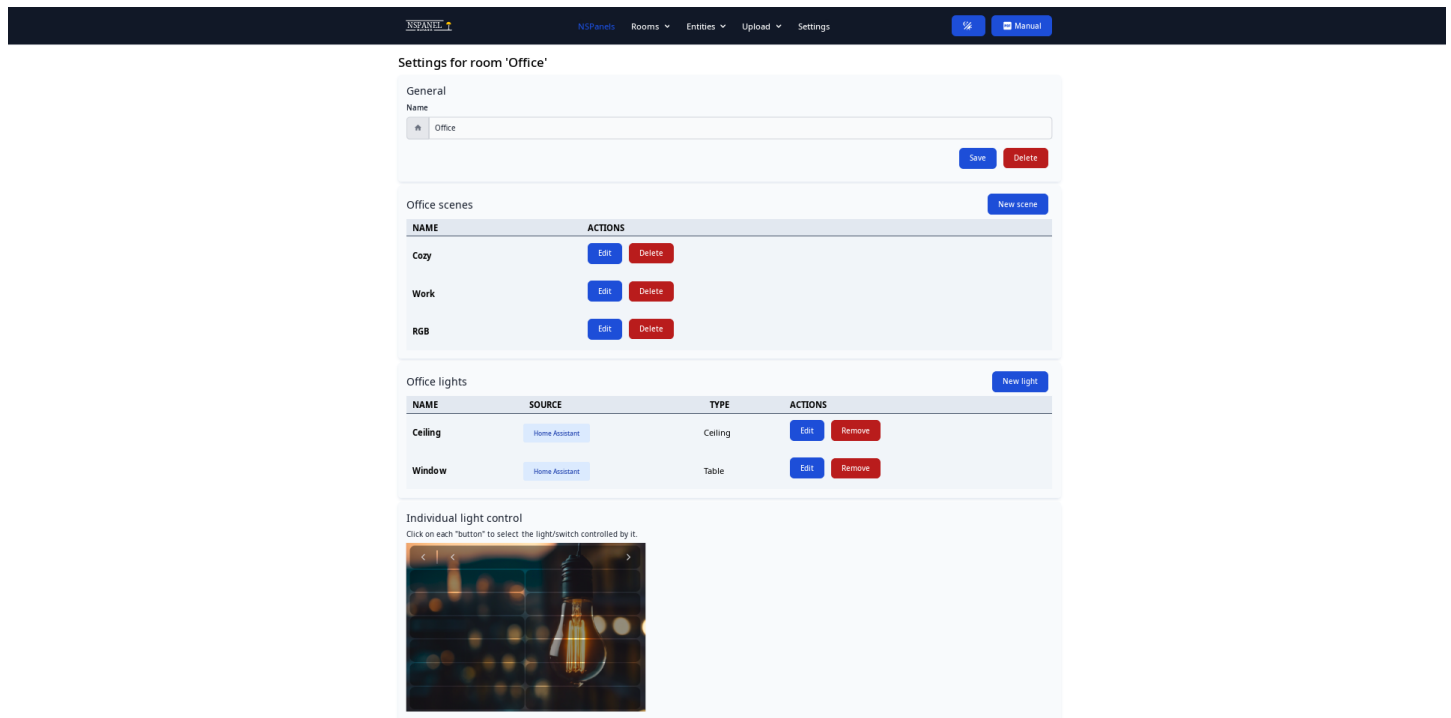 NSPANEL
NSPanels Rooms Entities Upload Settings
Manual
Settings for room 'Office'
General
Name
Office
Save Delete
Office scenes New scene
NAME ACTIONS
Cozy Edit Delete
Work Edit Delete
RGB Edit Delete
Office lights New light
NAME SOURCE TYPE ACTIONS
Ceiling Home Assistant Ceiling Edit Remove
Window Home Assistant Table Edit Remove
Individual light control
Click on each "button" to select the light/switch controlled by it.